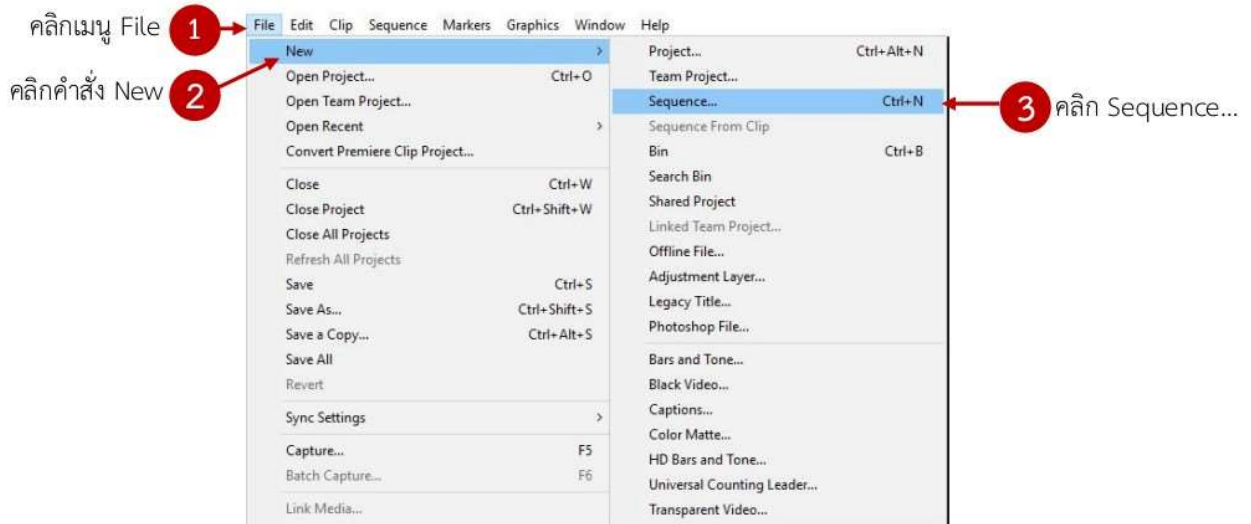 คลิกเมนู File 1
File Edit Clip Sequence Markers Graphics Window Help
คลิกคำสั่ง New 2
New >
Open Project... Ctrl+O
Open Team Project...
Open Recent >
Convert Premiere Clip Project...
Close Ctrl+W
Close Project Ctrl+Shift+W
Close All Projects
Refresh All Projects
Save Ctrl+S
Save As... Ctrl+Shift+S
Save a Copy... Ctrl+Alt+S
Save All
Revert
Sync Settings >
Capture... F5
Batch Capture... F6
Link Media...
Project... Ctrl+Alt+N
Team Project...
Sequence... Ctrl+N
3 คลิก Sequence...
Sequence From Clip
Bin Ctrl+B
Search Bin
Shared Project
Linked Team Project...
Offline File...
Adjustment Layer...
Legacy Title...
Photoshop File...
Bars and Tone...
Black Video...
Captions...
Color Matte...
HD Bars and Tone...
Universal Counting Leader...
Transparent Video...